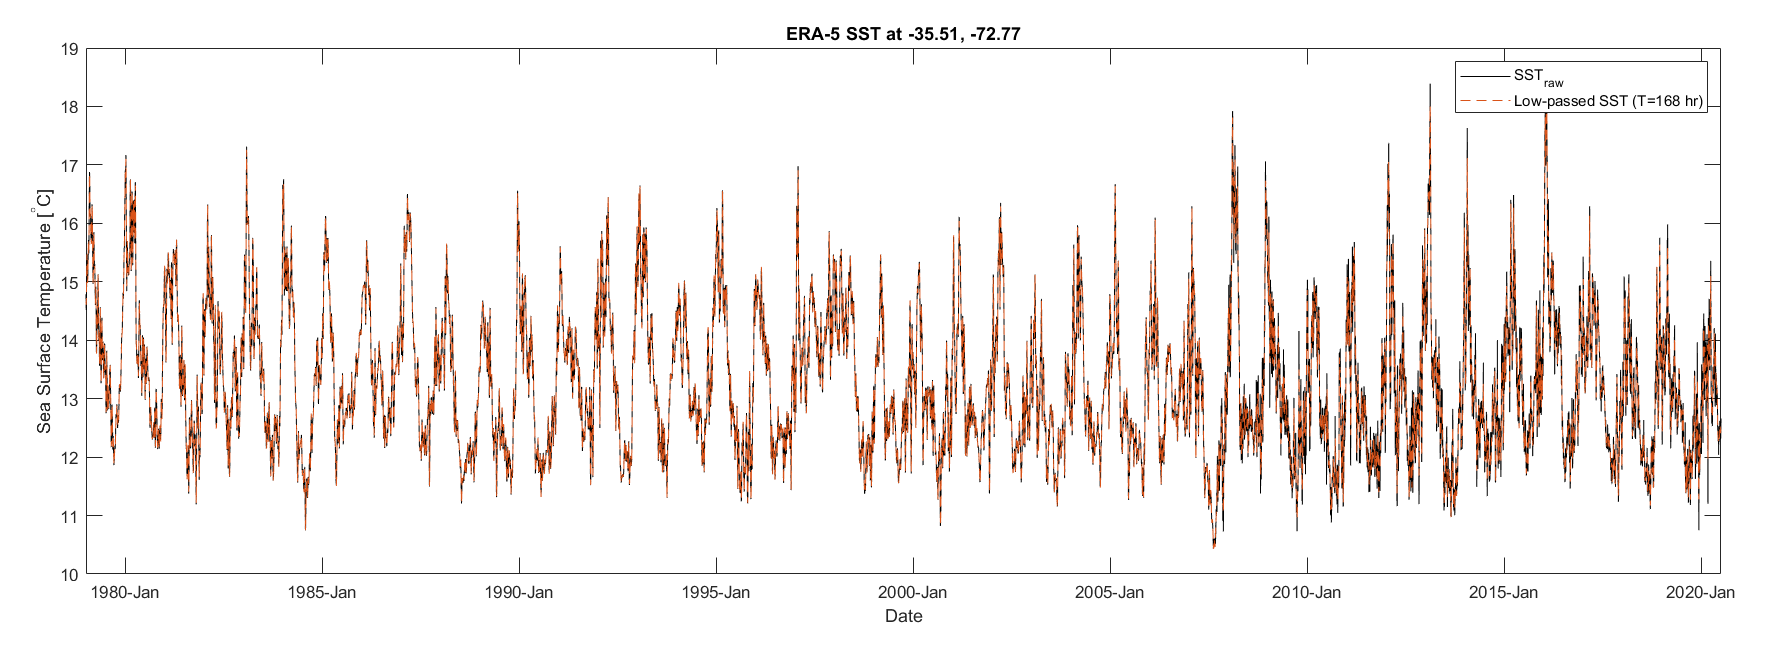 ERA-5 SST at -35.51, -72.77
SST_raw
Low-passed SST (T=168 hr)
Sea Surface Temperature [°C]
19
18
17
16
15
14
13
12
11
10
1980-Jan
1985-Jan
1990-Jan
1995-Jan
2000-Jan
2005-Jan
2010-Jan
2015-Jan
2020-Jan
Date